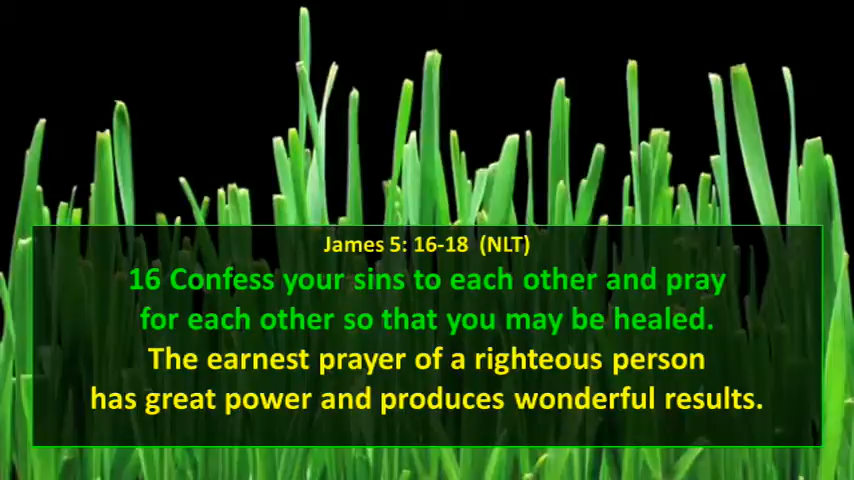 James 5: 16-18 (NLT)
16 Confess your sins to each other and pray
for each other so that you may be healed.
The earnest prayer of a righteous person
has great power and produces wonderful results.